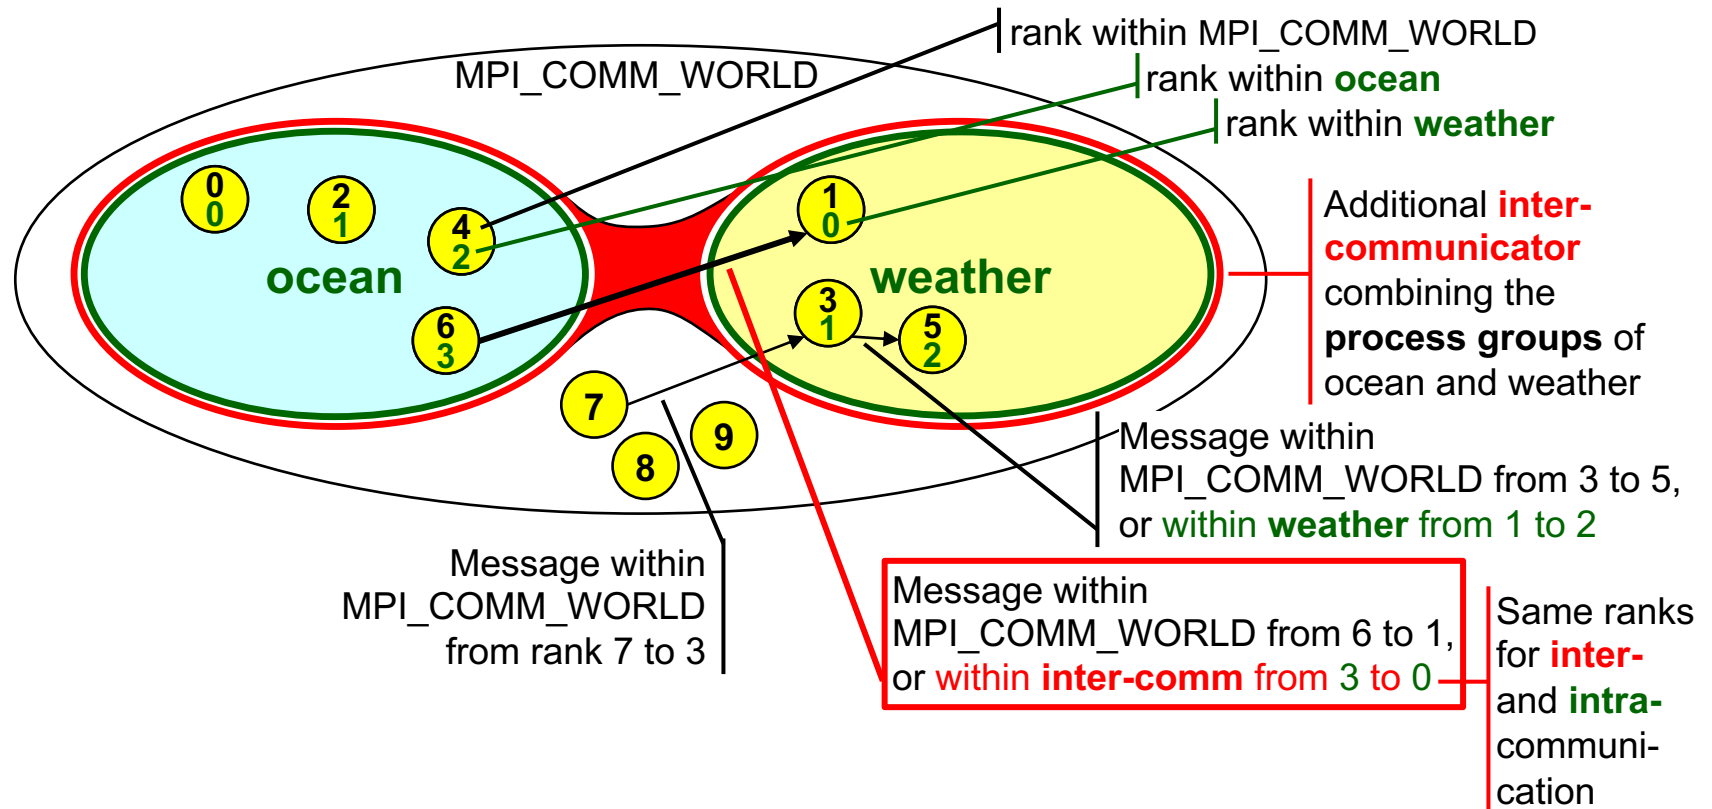 rank within MPI_COMM_WORLD
MPI_COMM_WORLD
rank within ocean
rank within weather
0
0
2
1
4
2
1
0
ocean
weather
6
3
3
1
5
2
7
8
9
Additional inter-
communicator
combining the
process groups of
ocean and weather
Message within
MPI_COMM_WORLD from 3 to 5,
or within weather from 1 to 2
Message within
MPI_COMM_WORLD
from rank 7 to 3
Message within
MPI_COMM_WORLD from 6 to 1,
or within inter-comm from 3 to 0
Same ranks
for inter-
and intra-
communi-
cation